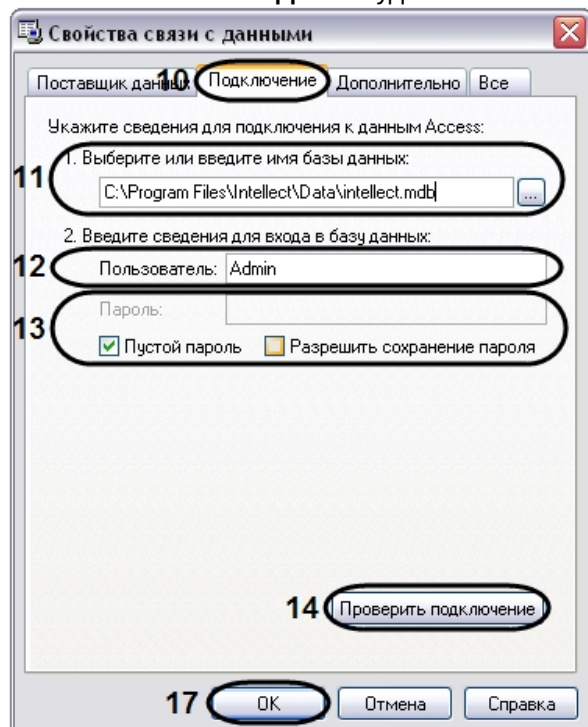 Свойства связи с данными
10
Поставщик данных Подключение Дополнительно Все
Укажите сведения для подключения к данным Access:
1. Выберите или введите имя базы данных:
11
C:\Program Files\Intellect\Data\intellect.mdb ...
2. Введите сведения для входа в базу данных:
12
Пользователь: Admin
Пароль:
13
Пустой пароль Разрешить сохранение пароля
14 Проверить подключение
17 OK Отмена Справка